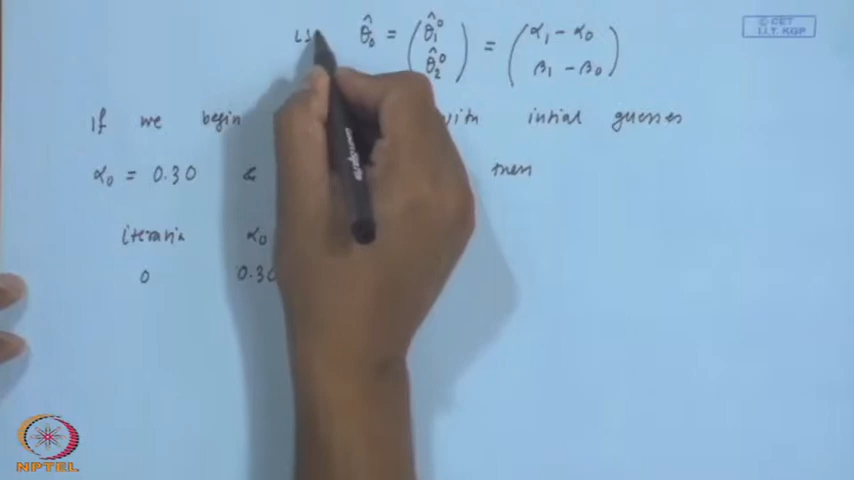 © CET
I.I.T. KGP
LS θ̂₀ = (θ̂₁⁰ θ̂₂⁰) = (α₁ - α₀ β₁ - β₀)
If we begin with initial guesses
α₀ = 0.30 & then
iteration α₀
0 0.30
NPTEL